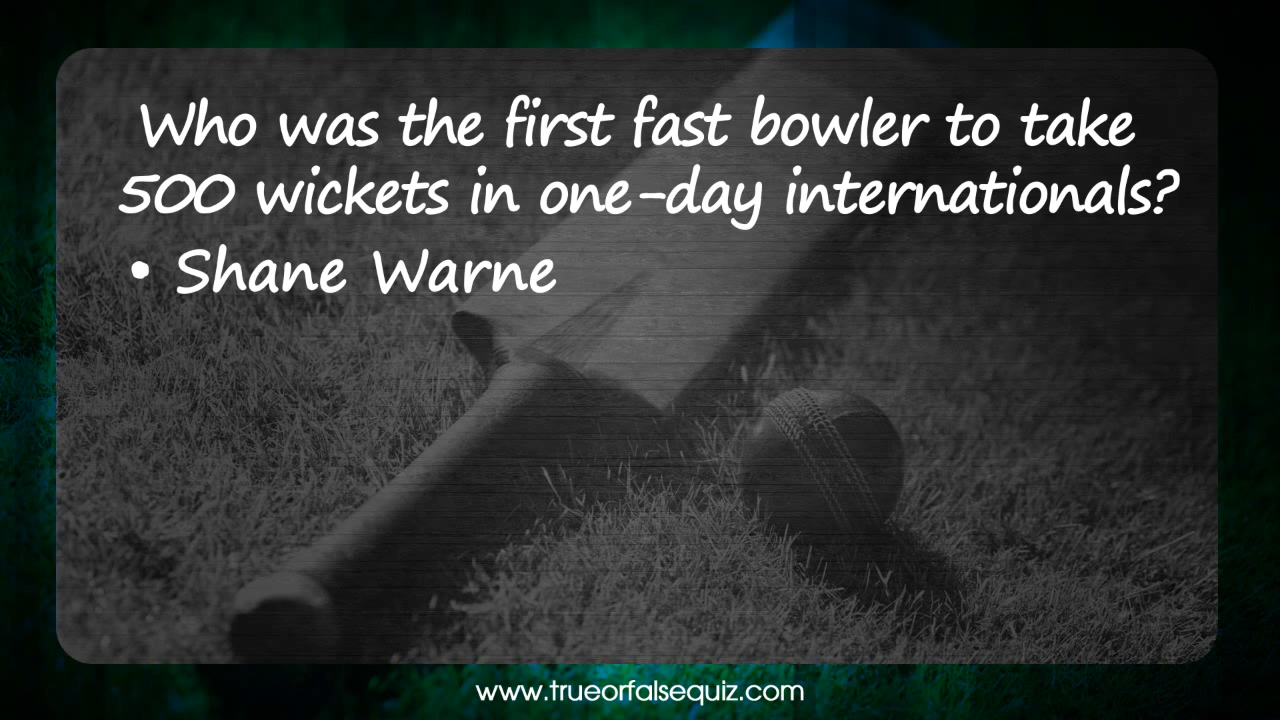 Who was the first fast bowler to take
500 wickets in one-day internationals?
• Shane Warne
www.trueorfalsequiz.com